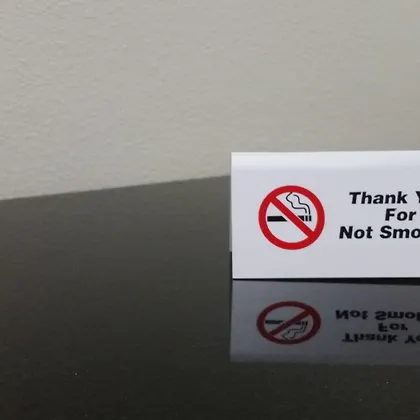 Thank Y
For
Not Smo